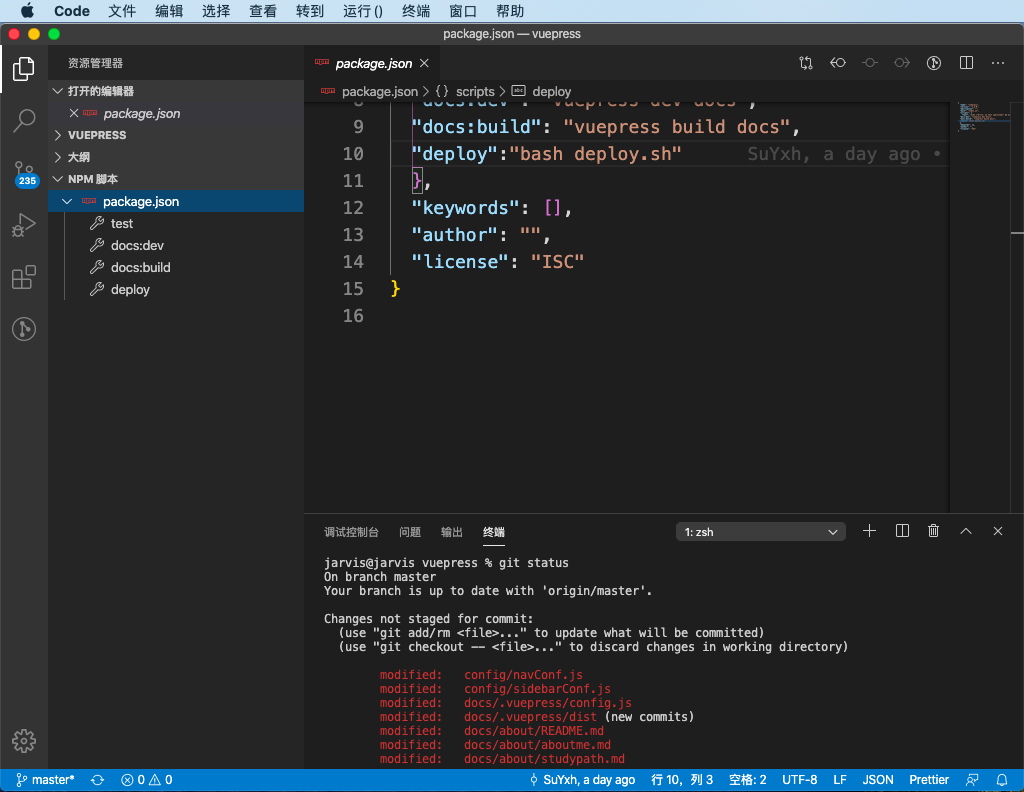 Code 文件 编辑 选择 查看 转到 运行() 终端 窗口 帮助
package.json — vuepress
资源管理器
打开的编辑器
package.json
VUEPRESS
大纲
NPM 脚本
package.json
test
docs:dev
docs:build
deploy
235
package.json
package.json > {} scripts > abc deploy
8 "docs:dev": "vuepress dev docs",
9 "docs:build": "vuepress build docs",
10 "deploy":"bash deploy.sh" SuYxh, a day ago •
11 },
12 "keywords": [],
13 "author": "",
14 "license": "ISC"
15 }
16
调试控制台 问题 输出 终端 1: zsh
jarvis@jarvis vuepress % git status
On branch master
Your branch is up to date with 'origin/master'.
Changes not staged for commit:
(use "git add/rm <file>..." to update what will be committed)
(use "git checkout -- <file>..." to discard changes in working directory)
modified: config/navConf.js
modified: config/sidebarConf.js
modified: docs/.vuepress/config.js
modified: docs/.vuepress/dist (new commits)
modified: docs/about/README.md
modified: docs/about/aboutme.md
modified: docs/about/studypath.md
master* 0 0 SuYxh, a day ago 行 10，列 3 空格: 2 UTF-8 LF JSON Prettier